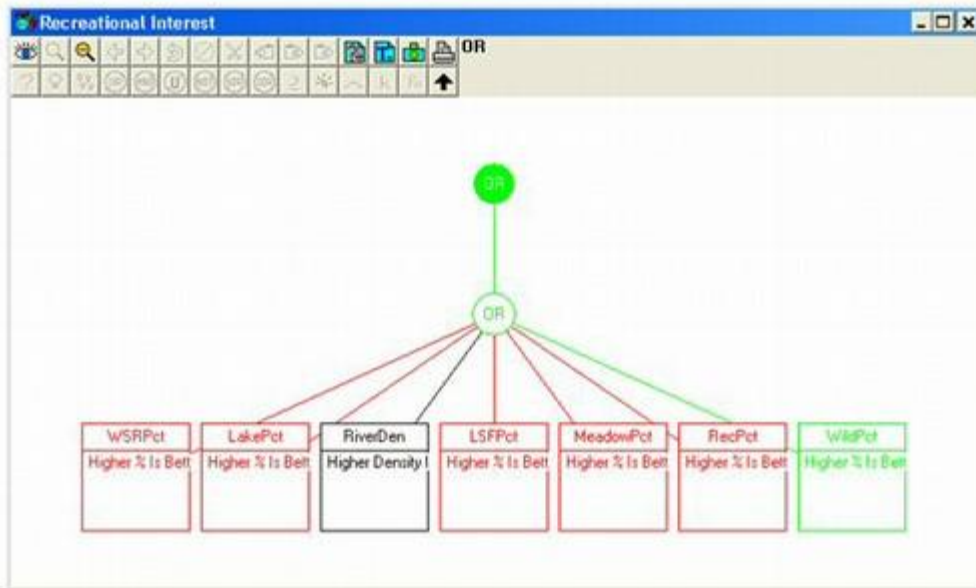 Recreational Interest
OR
OR
OR
WSRPct
LakePct
RiverDen
LSFPct
MeadowPct
RecPct
WildPct
Higher % Is Bett
Higher % Is Bett
Higher Density I
Higher % Is Bett
Higher % Is Bett
Higher % Is Bett
Higher % Is Bett